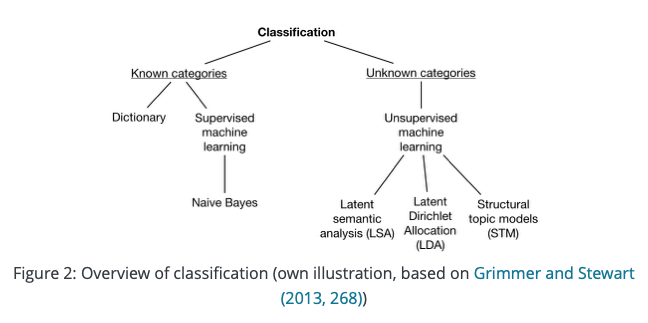 Classification
Known categories
Unknown categories
Dictionary
Supervised
machine
learning
Unsupervised
machine
learning
Naive Bayes
Latent
semantic
analysis (LSA)
Latent
Dirichlet
Allocation
(LDA)
Structural
topic models
(STM)
Figure 2: Overview of classification (own illustration, based on Grimmer and Stewart
(2013, 268))